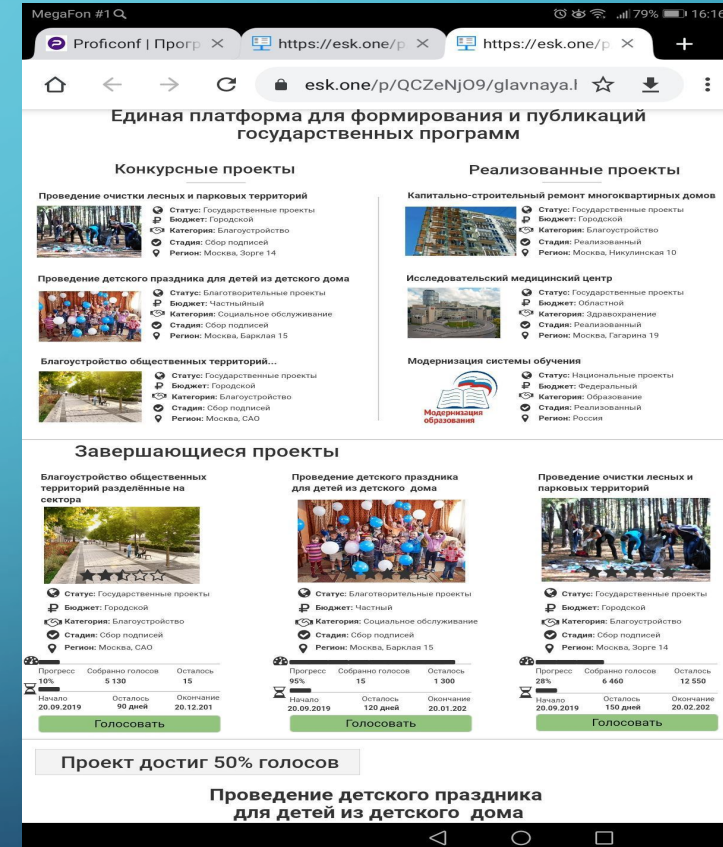 MegaFon #1
79% 16:16
Proficonf | Прогр
https://esk.one/p
https://esk.one/p
esk.one/p/QCZeNjO9/glavnaya.h
Единая платформа для формирования и публикаций
государственных программ
Конкурсные проекты
Проведение очистки лесных и парковых территорий
Статус: Государственные проекты
Бюджет: Городской
Категория: Благоустройство
Стадия: Сбор подписей
Регион: Москва, Зорге 14
Проведение детского праздника для детей из детского дома
Статус: Благотворительные проекты
Бюджет: Частныйный
Категория: Социальное обслуживание
Стадия: Сбор подписей
Регион: Москва, Барклая 15
Благоустройство общественных территорий...
Статус: Государственные проекты
Бюджет: Городской
Категория: Благоустройство
Стадия: Сбор подписей
Регион: Москва, САО
Реализованные проекты
Капитально-строительный ремонт многоквартирных домов
Статус: Государственные проекты
Бюджет: Городской
Категория: Благоустройство
Стадия: Реализованный
Регион: Москва, Никулинская 10
Исследовательский медицинский центр
Статус: Государственные проекты
Бюджет: Областной
Категория: Здравохранение
Стадия: Реализованный
Регион: Москва, Гагарина 19
Модернизация системы обучения
Модернизация
образования
Статус: Национальные проекты
Бюджет: Федеральный
Категория: Образование
Стадия: Реализованный
Регион: Россия
Завершающиеся проекты
Благоустройство общественных
территорий разделённые на
сектора
Статус: Государственные проекты
Бюджет: Городской
Категория: Благоустройство
Стадия: Сбор подписей
Регион: Москва, САО
Прогресс Собранно голосов Осталось
10% 5 130 15
Начало Осталось Окончание
20.09.2019 90 дней 20.12.201
Голосовать
Проведение детского праздника
для детей из детского дома
Статус: Благотворительные проекты
Бюджет: Частный
Категория: Социальное обслуживание
Стадия: Сбор подписей
Регион: Москва, Барклая 15
Прогресс Собранно голосов Осталось
95% 15 1 300
Начало Осталось Окончание
20.09.2019 120 дней 20.01.202
Голосовать
Проведение очистки лесных и
парковых территорий
Статус: Государственные проекты
Бюджет: Городской
Категория: Благоустройство
Стадия: Сбор подписей
Регион: Москва, Зорге 14
Прогресс Собранно голосов Осталось
28% 6 460 12 550
Начало Осталось Окончание
20.09.2019 150 дней 20.02.202
Голосовать
Проект достиг 50% голосов
Проведение детского праздника
для детей из детского дома